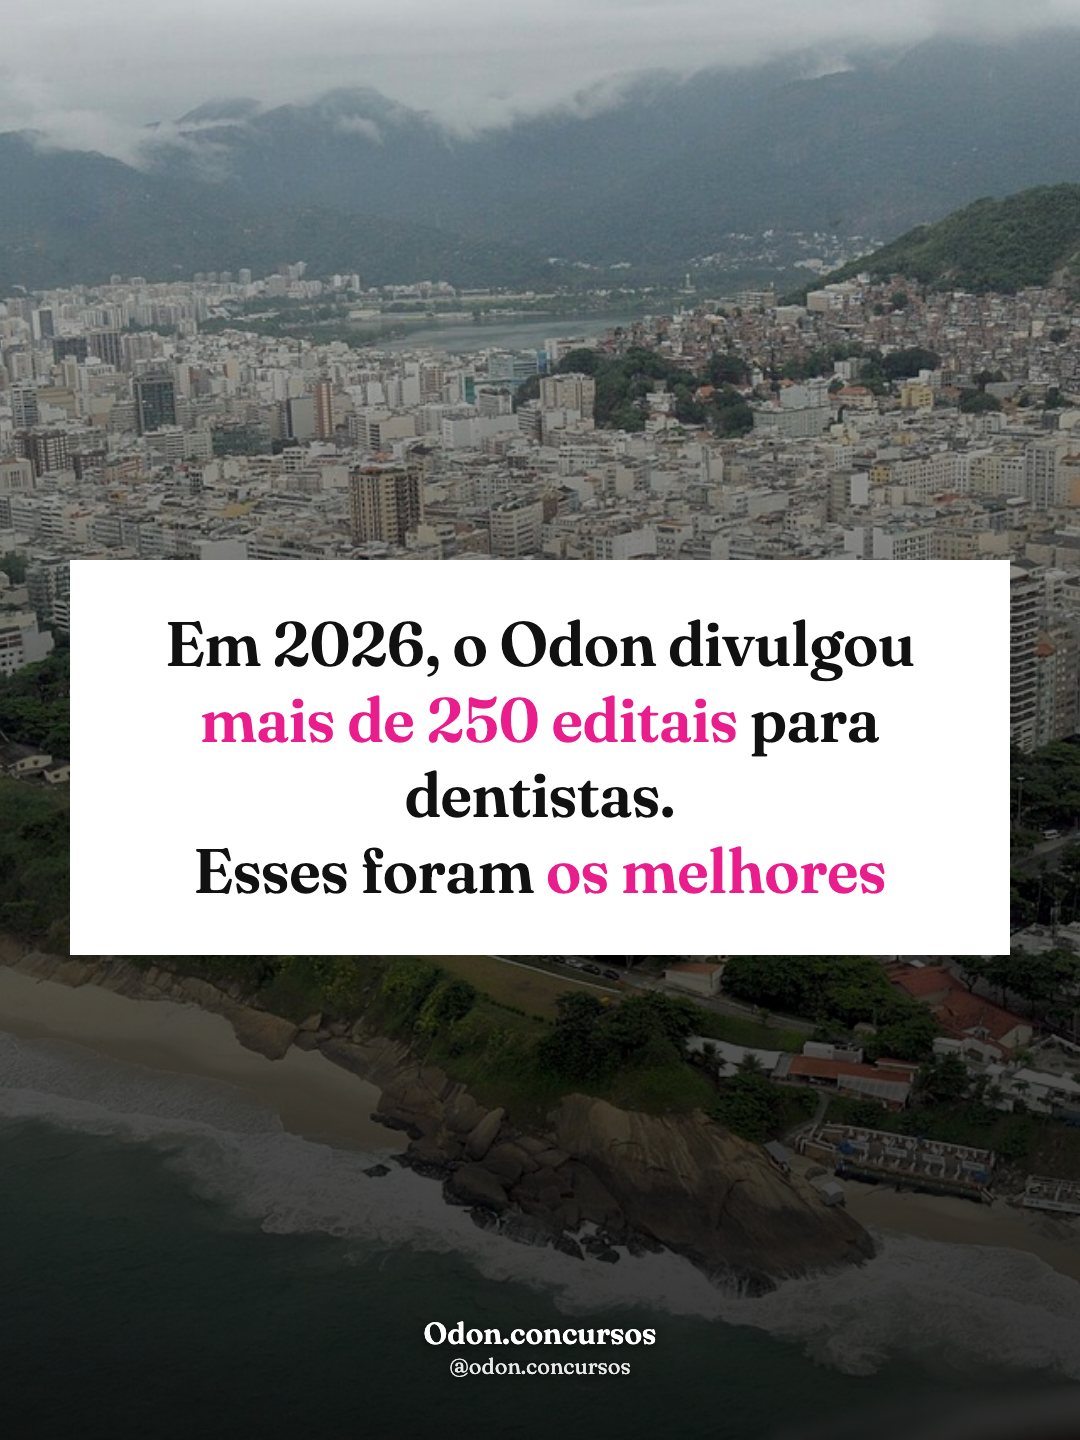 Em 2026, o Odon divulgou
mais de 250 editais para
dentistas.
Esses foram os melhores
Odon.concursos
@odon.concursos